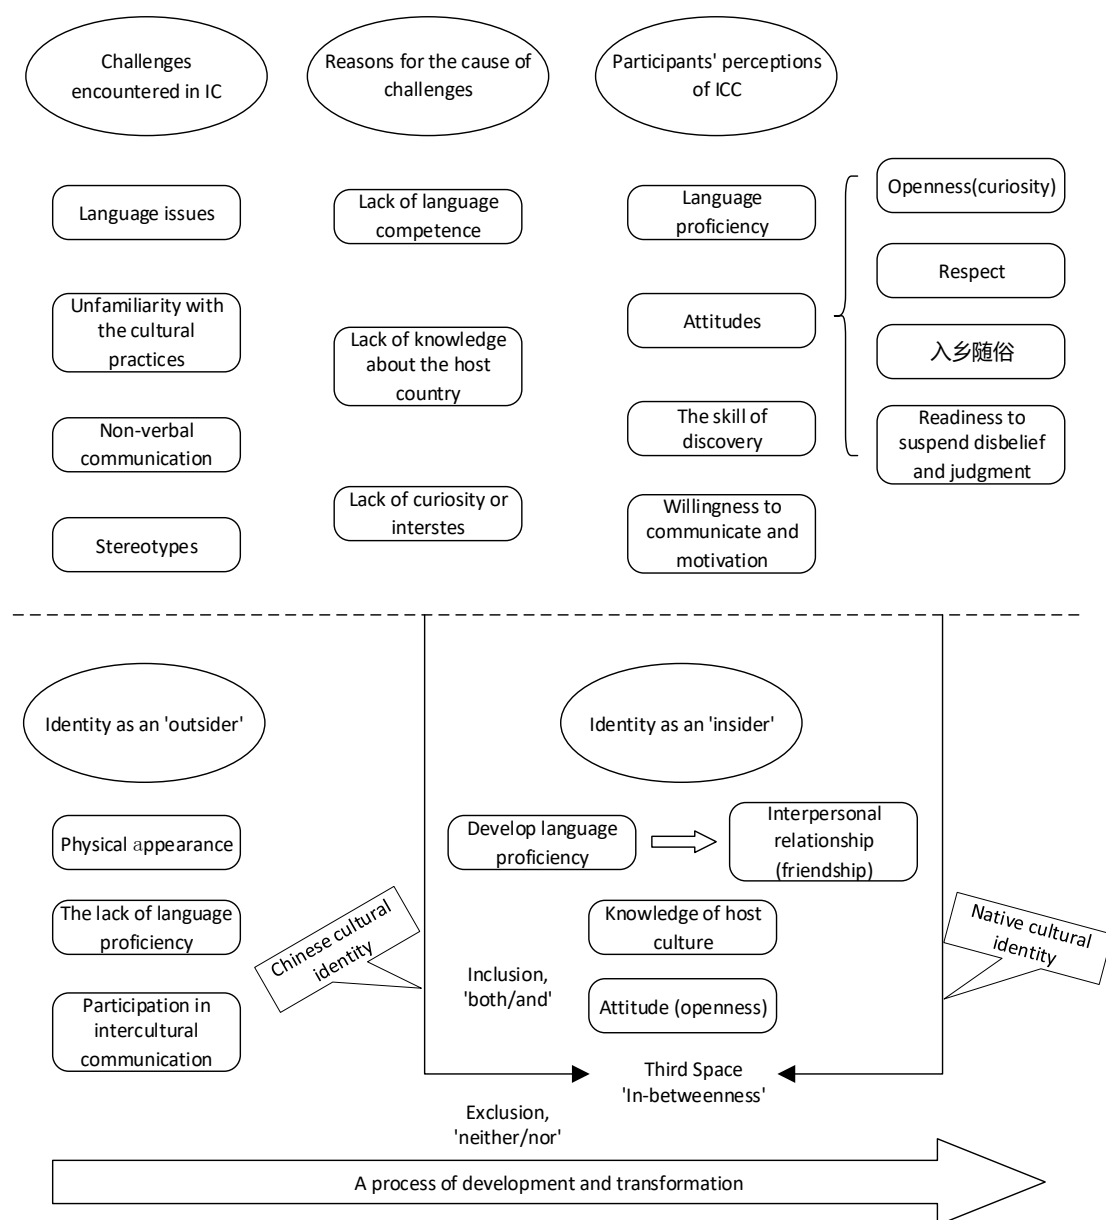 Challenges
encountered in IC
Reasons for the cause of
challenges
Participants' perceptions
of ICC
Language issues
Unfamiliarity with
the cultural
practices
Non-verbal
communication
Stereotypes
Lack of language
competence
Lack of knowledge
about the host
country
Lack of curiosity or
interstes
Language
proficiency
Attitudes
The skill of
discovery
Willingness to
communicate and
motivation
Openness(curiosity)
Respect
入乡随俗
Readiness to
suspend disbelief
and judgment
Identity as an 'outsider'
Physical appearance
The lack of language
proficiency
Participation in
intercultural
communication
Chinese cultural
identity
Identity as an 'insider'
Develop language
proficiency
Interpersonal
relationship
(friendship)
Knowledge of host
culture
Attitude (openness)
Inclusion,
'both/and'
Native cultural
identity
Third Space
'In-betweenness'
Exclusion,
'neither/nor'
A process of development and transformation